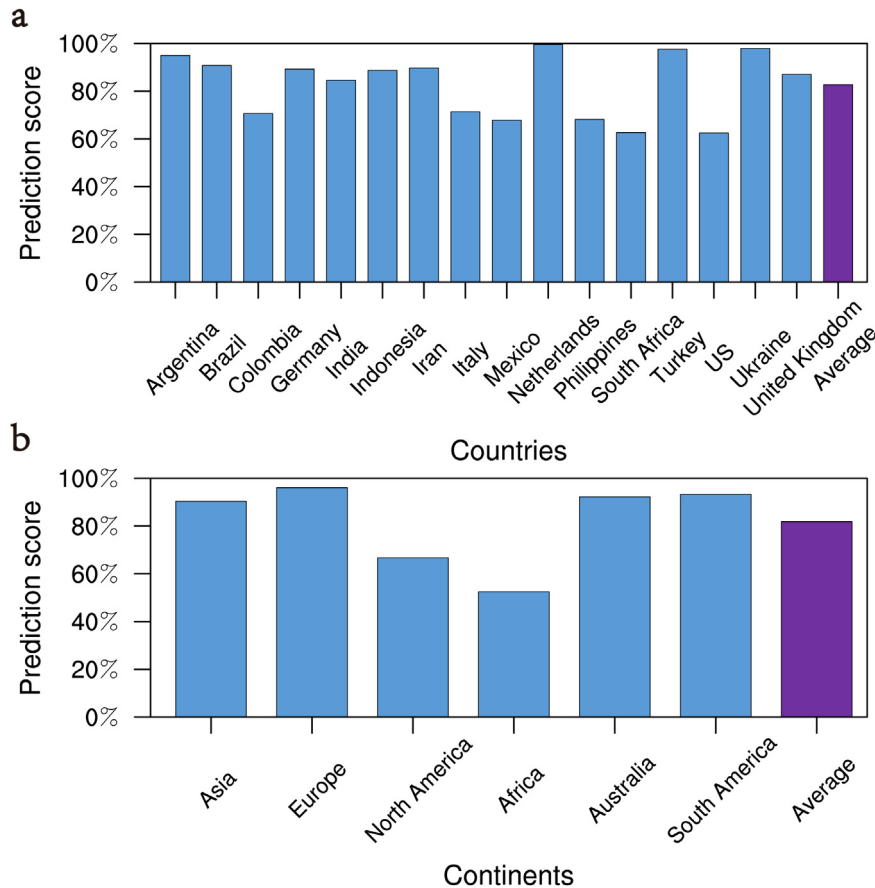 a
Prediction score
100%
80%
60%
40%
20%
0%
Argentina
Brazil
Colombia
Germany
India
Indonesia
Iran
Italy
Mexico
Netherlands
Philippines
South Africa
Turkey
US
Ukraine
United Kingdom
Average
Countries
b
Prediction score
100%
80%
60%
40%
20%
0%
Asia
Europe
North America
Africa
Australia
South America
Average
Continents